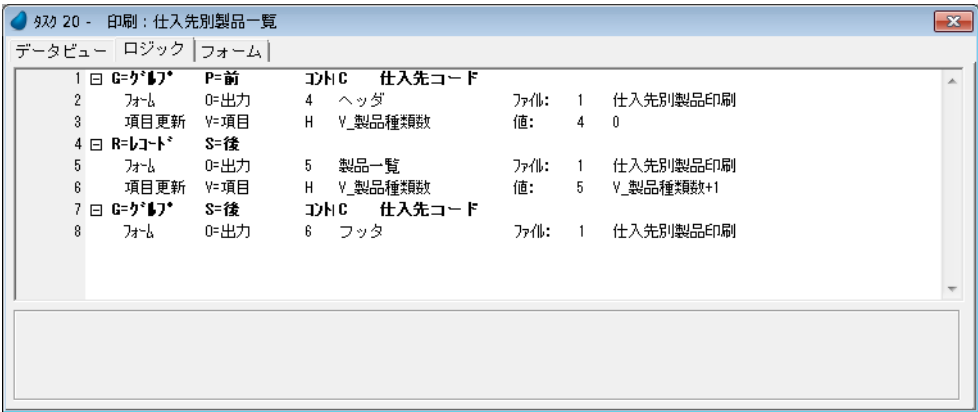 タスク 20 - 印刷：仕入先別製品一覧
データビュー ロジック フォーム
1 G=グループ P=前 コントロC 仕入先コード
2 フォーム O=出力 4 ヘッダ ファイル: 1 仕入先別製品印刷
3 項目更新 V=項目 H V_製品種類数 値: 4 0
4 R=レコード S=後
5 フォーム O=出力 5 製品一覧 ファイル: 1 仕入先別製品印刷
6 項目更新 V=項目 H V_製品種類数 値: 5 V_製品種類数+1
7 G=グループ S=後 コントロC 仕入先コード
8 フォーム O=出力 6 フッタ ファイル: 1 仕入先別製品印刷